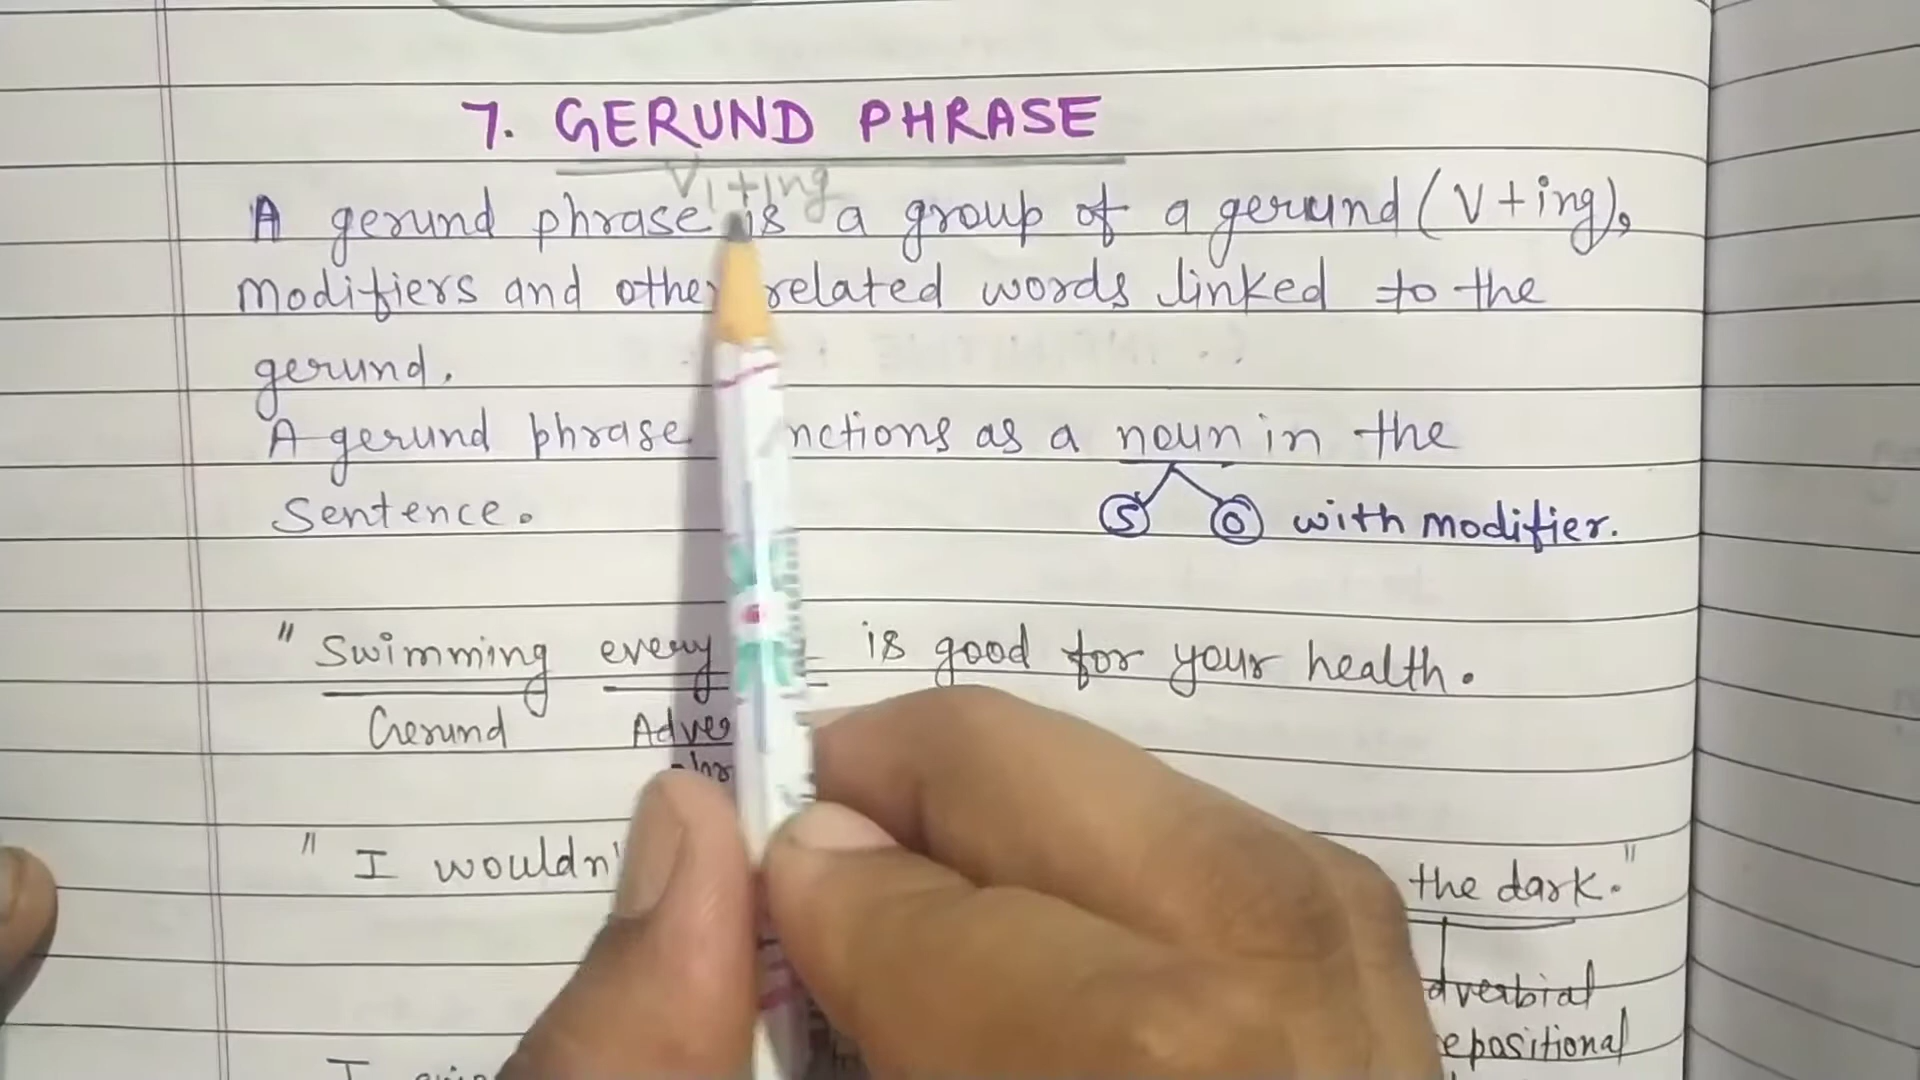 7. GERUND PHRASE
V1+ing
A gerund phrase is a group of a gerund (V+ing),
modifiers and other related words linked to the
gerund.
A gerund phrase nctions as a noun in the
Sentence.
S O with modifier.
"Swimming every is good for your health.
Gerund Adve
"I wouldn' the dark."
dverbial
epositional
I